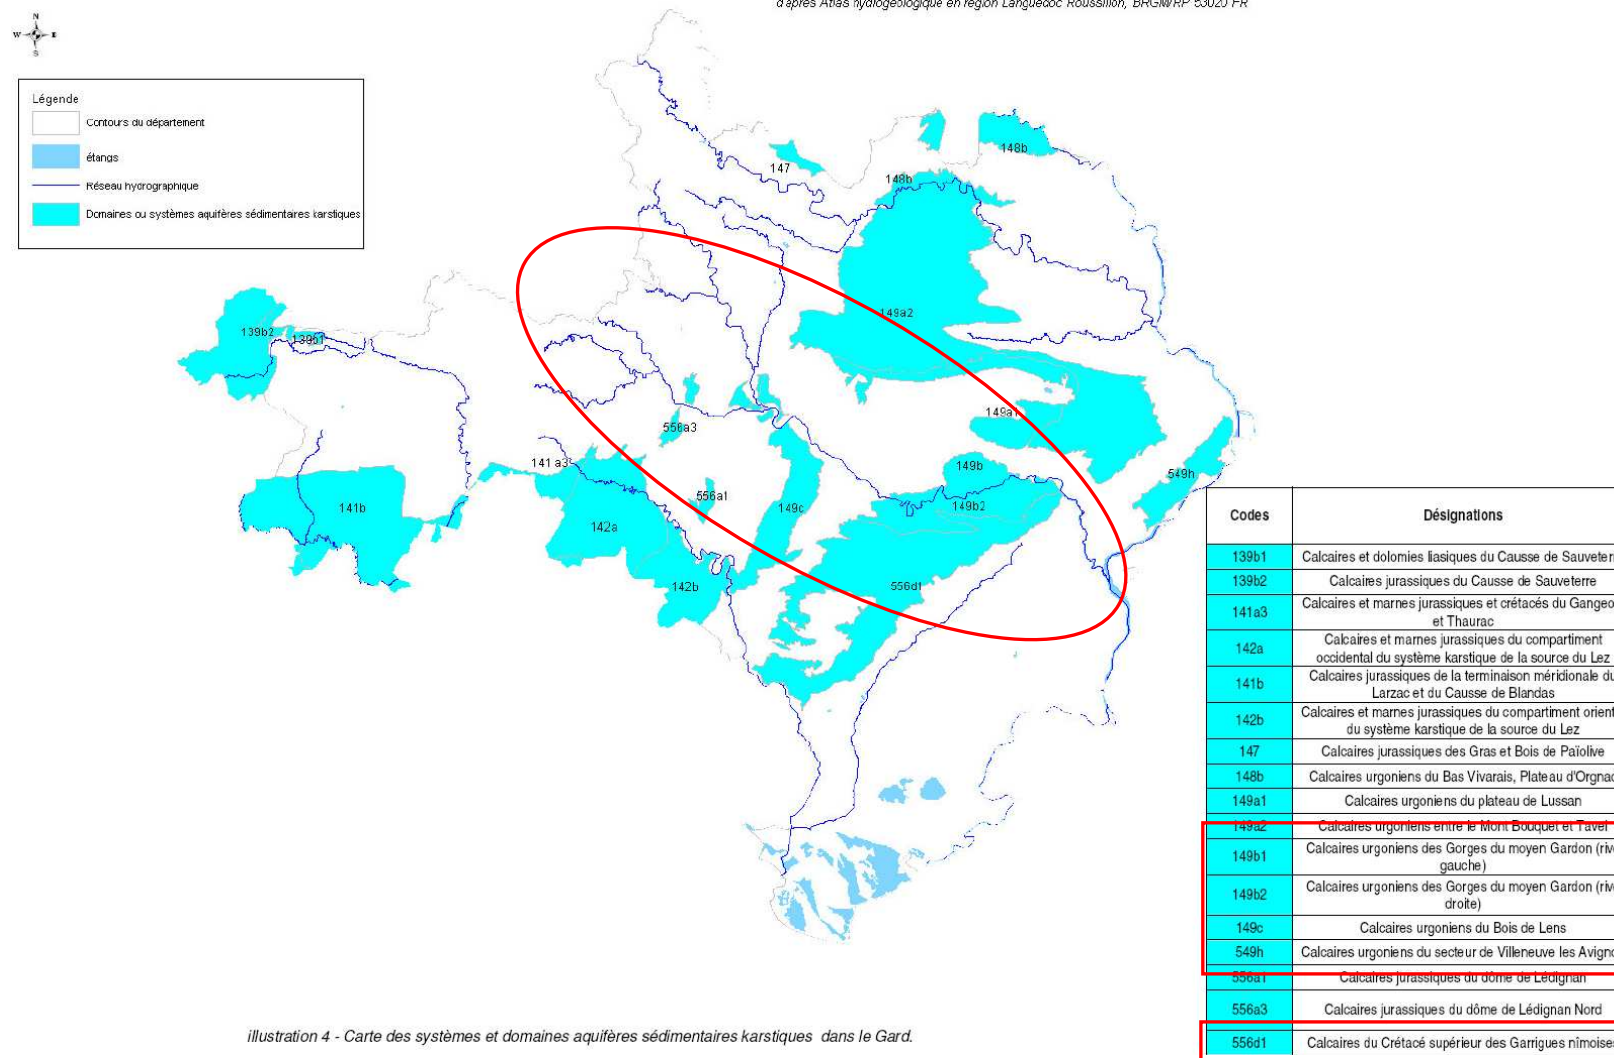 d'après Atlas hydrogéologique en région Languedoc Roussillon, BRGM/RP 53020 FR
N
W E
S
Légende
Contours du département
étangs
Réseau hydrographique
Domaines ou systèmes aquifères sédimentaires karstiques
148b
147
148b
149a2
139b2
139b1
149a1
556a3
141 a3
149b
549h
556a1
141b
149c
149b2
142a
142b
556d1
Codes Désignations
139b1 Calcaires et dolomies liasiques du Causse de Sauveterr
139b2 Calcaires jurassiques du Causse de Sauveterre
141a3 Calcaires et marnes jurassiques et crétacés du Gangeo
et Thaurac
142a Calcaires et marnes jurassiques du compartiment
occidental du système karstique de la source du Lez
141b Calcaires jurassiques de la terminaison méridionale du
Larzac et du Causse de Blandas
142b Calcaires et marnes jurassiques du compartiment orient
du système karstique de la source du Lez
147 Calcaires jurassiques des Gras et Bois de Païolive
148b Calcaires urgoniens du Bas Vivarais, Plateau d'Orgnac
149a1 Calcaires urgoniens du plateau de Lussan
149a2 Calcaires urgoniens entre le Mont Bouquet et Tavel
149b1 Calcaires urgoniens des Gorges du moyen Gardon (rive
gauche)
149b2 Calcaires urgoniens des Gorges du moyen Gardon (rive
droite)
149c Calcaires urgoniens du Bois de Lens
549h Calcaires urgoniens du secteur de Villeneuve les Avigno
556a1 Calcaires jurassiques du dôme de Lédignan
556a3 Calcaires jurassiques du dôme de Lédignan Nord
556d1 Calcaires du Crétacé supérieur des Garrigues nîmoises
illustration 4 - Carte des systèmes et domaines aquifères sédimentaires karstiques dans le Gard.